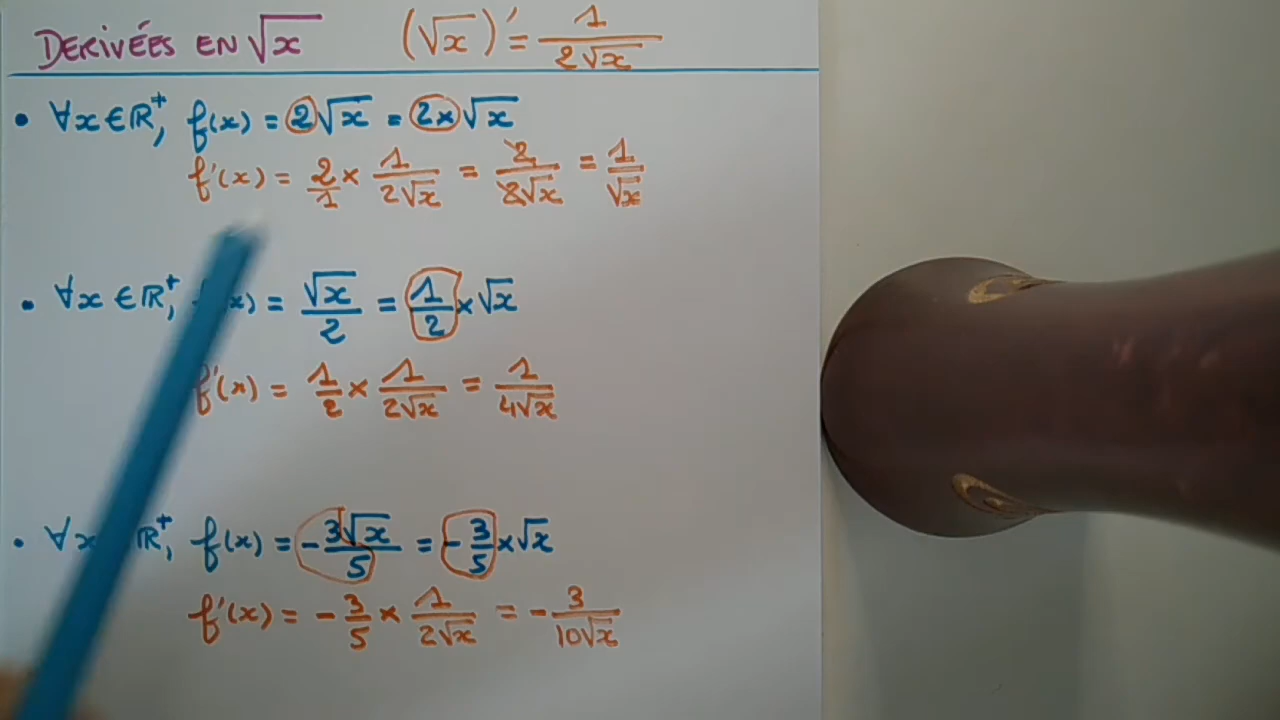 DERIVÉES EN √x (√x)' = 1/(2√x)
• ∀x∈ℝ⁺, f(x) = 2√x = 2×√x
f'(x) = 2/1 × 1/(2√x) = 2/(2√x) = 1/√x
• ∀x∈ℝ⁺, f(x) = √x/2 = 1/2 × √x
f'(x) = 1/2 × 1/(2√x) = 1/(4√x)
• ∀x∈ℝ⁺, f(x) = -3√x/5 = -3/5 × √x
f'(x) = -3/5 × 1/(2√x) = -3/(10√x)